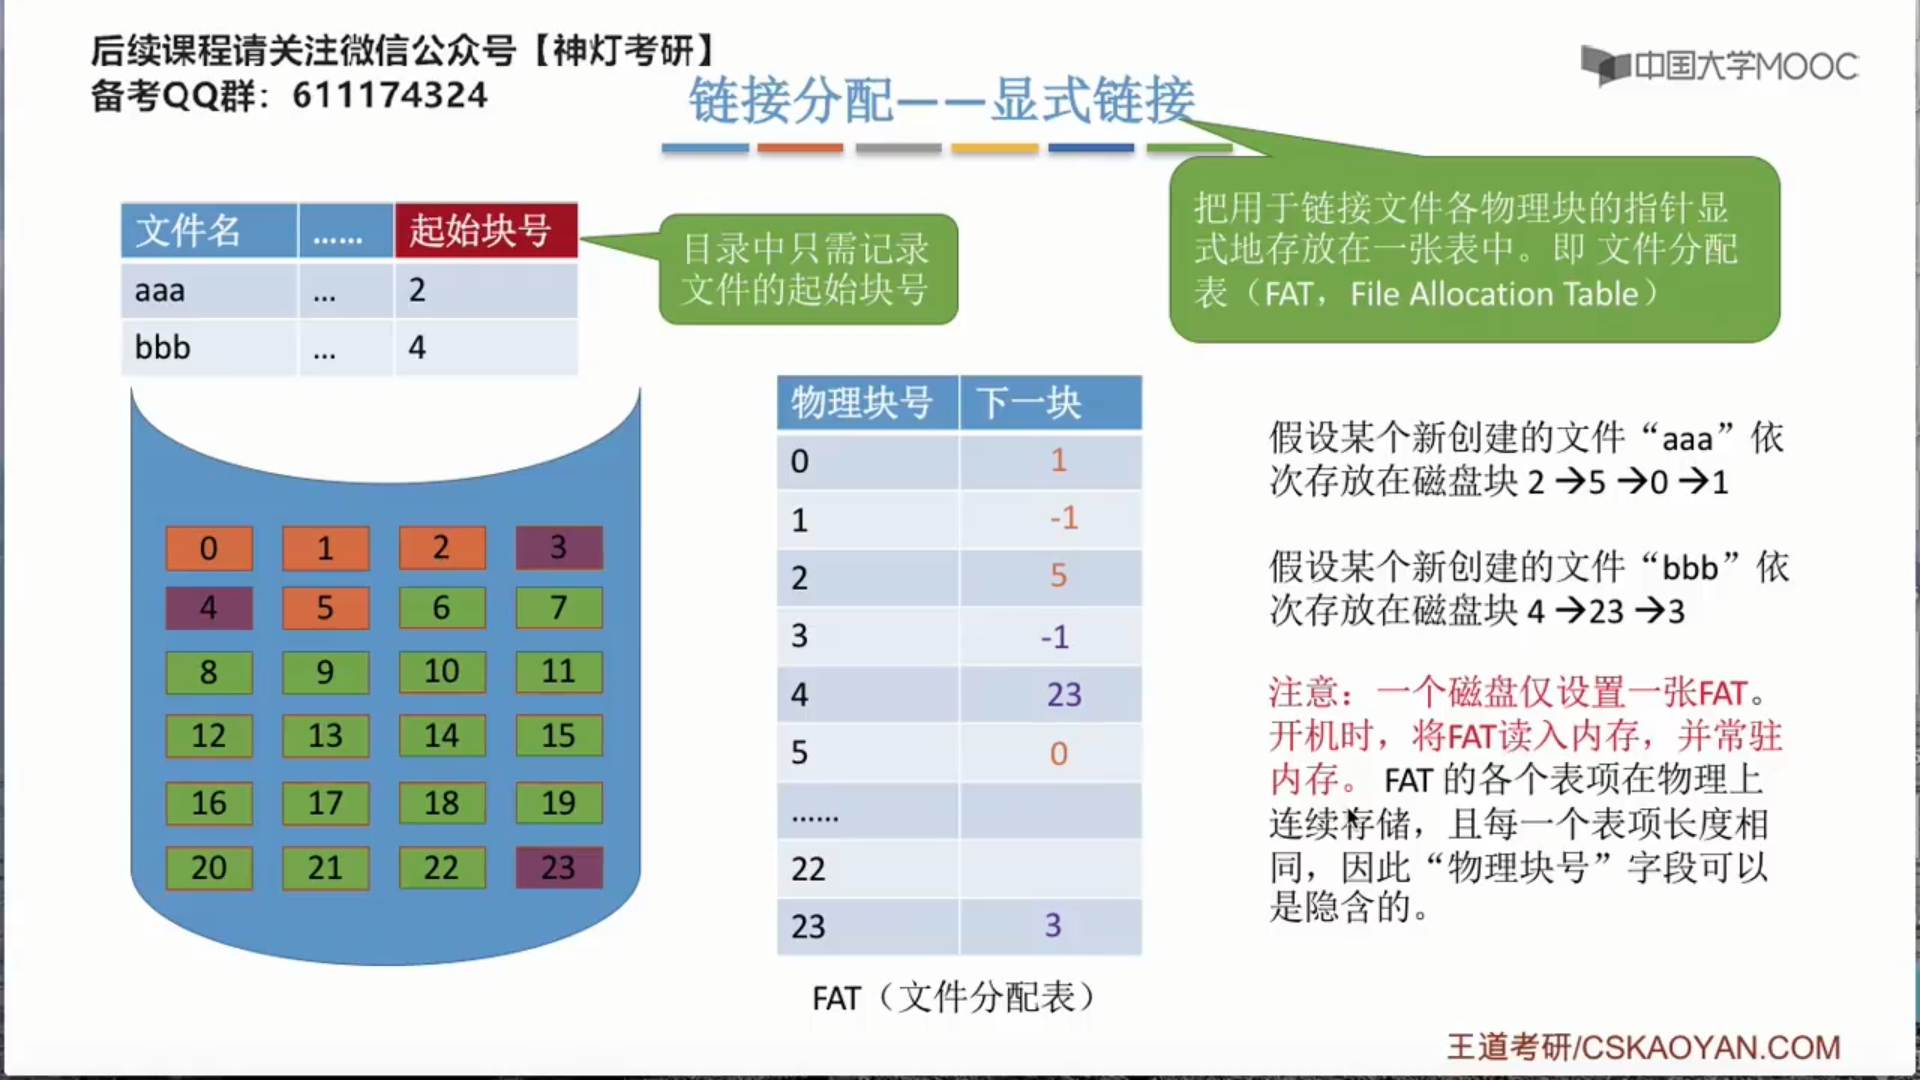 后续课程请关注微信公众号【神灯考研】
备考QQ群：611174324
中国大学MOOC
链接分配——显式链接
把用于链接文件各物理块的指针显
式地存放在一张表中。即 文件分配
表（FAT，File Allocation Table）
文件名 …… 起始块号
aaa … 2
bbb … 4
目录中只需记录
文件的起始块号
0 1 2 3
4 5 6 7
8 9 10 11
12 13 14 15
16 17 18 19
20 21 22 23
物理块号 下一块
0 1
1 -1
2 5
3 -1
4 23
5 0
……
22
23 3
FAT（文件分配表）
假设某个新创建的文件“aaa”依
次存放在磁盘块 2→5→0→1
假设某个新创建的文件“bbb”依
次存放在磁盘块 4→23→3
注意：一个磁盘仅设置一张FAT。
开机时，将FAT读入内存，并常驻
内存。 FAT 的各个表项在物理上
连续存储，且每一个表项长度相
同，因此“物理块号”字段可以
是隐含的。
王道考研/CSKAOYAN.COM